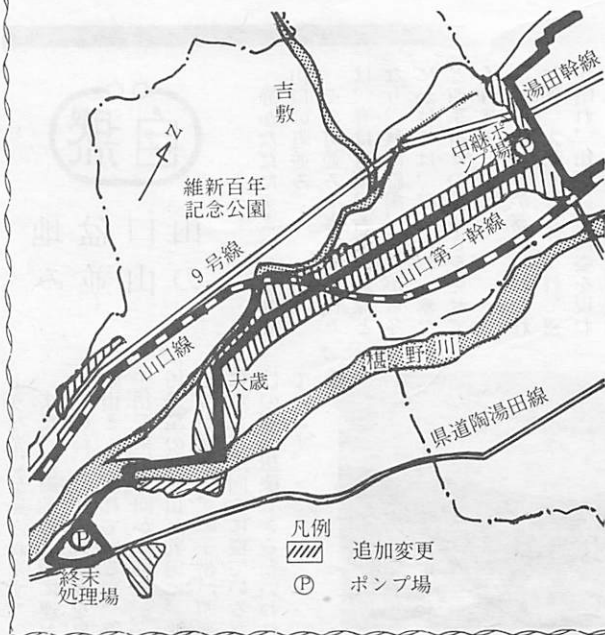 吉敷
湯田幹線
中継ポ
ンプ場
P
Z
維新百年
記念公園
9号線
山口第一幹線
山口線
椹野川
大歳
県道陶湯田線
P
終末
処理場
凡例
追加変更
P ポンプ場